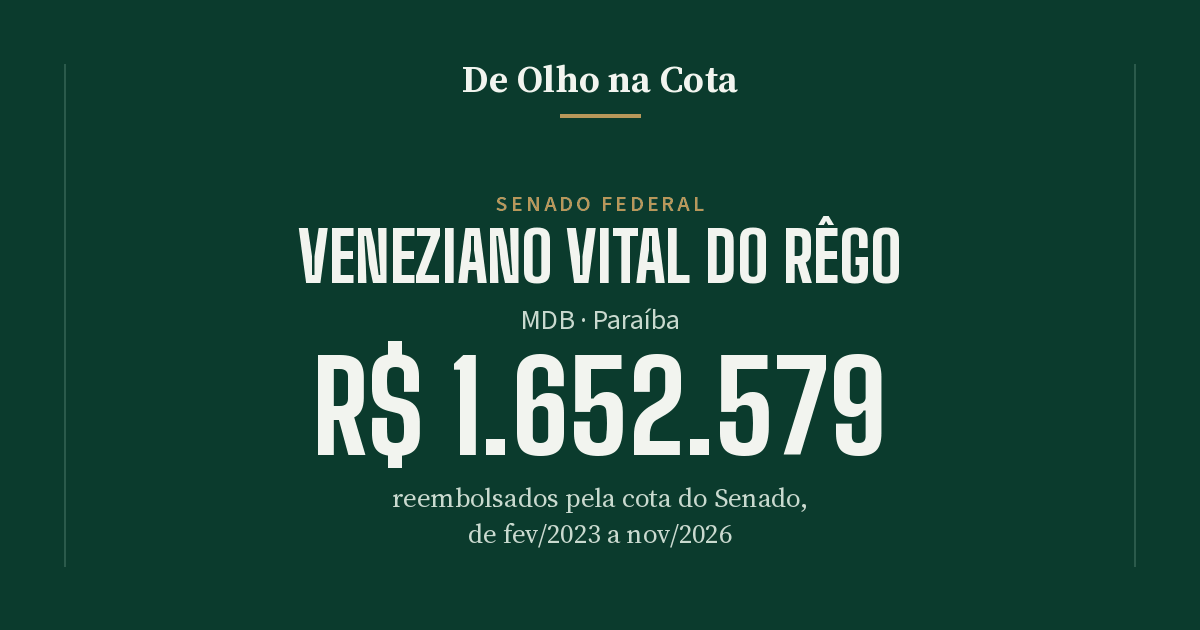 De Olho na Cota
SENADO FEDERAL
VENEZIANO VITAL DO RÊGO
MDB · Paraíba
R$ 1.652.579
reembolsados pela cota do Senado,
de fev/2023 a nov/2026